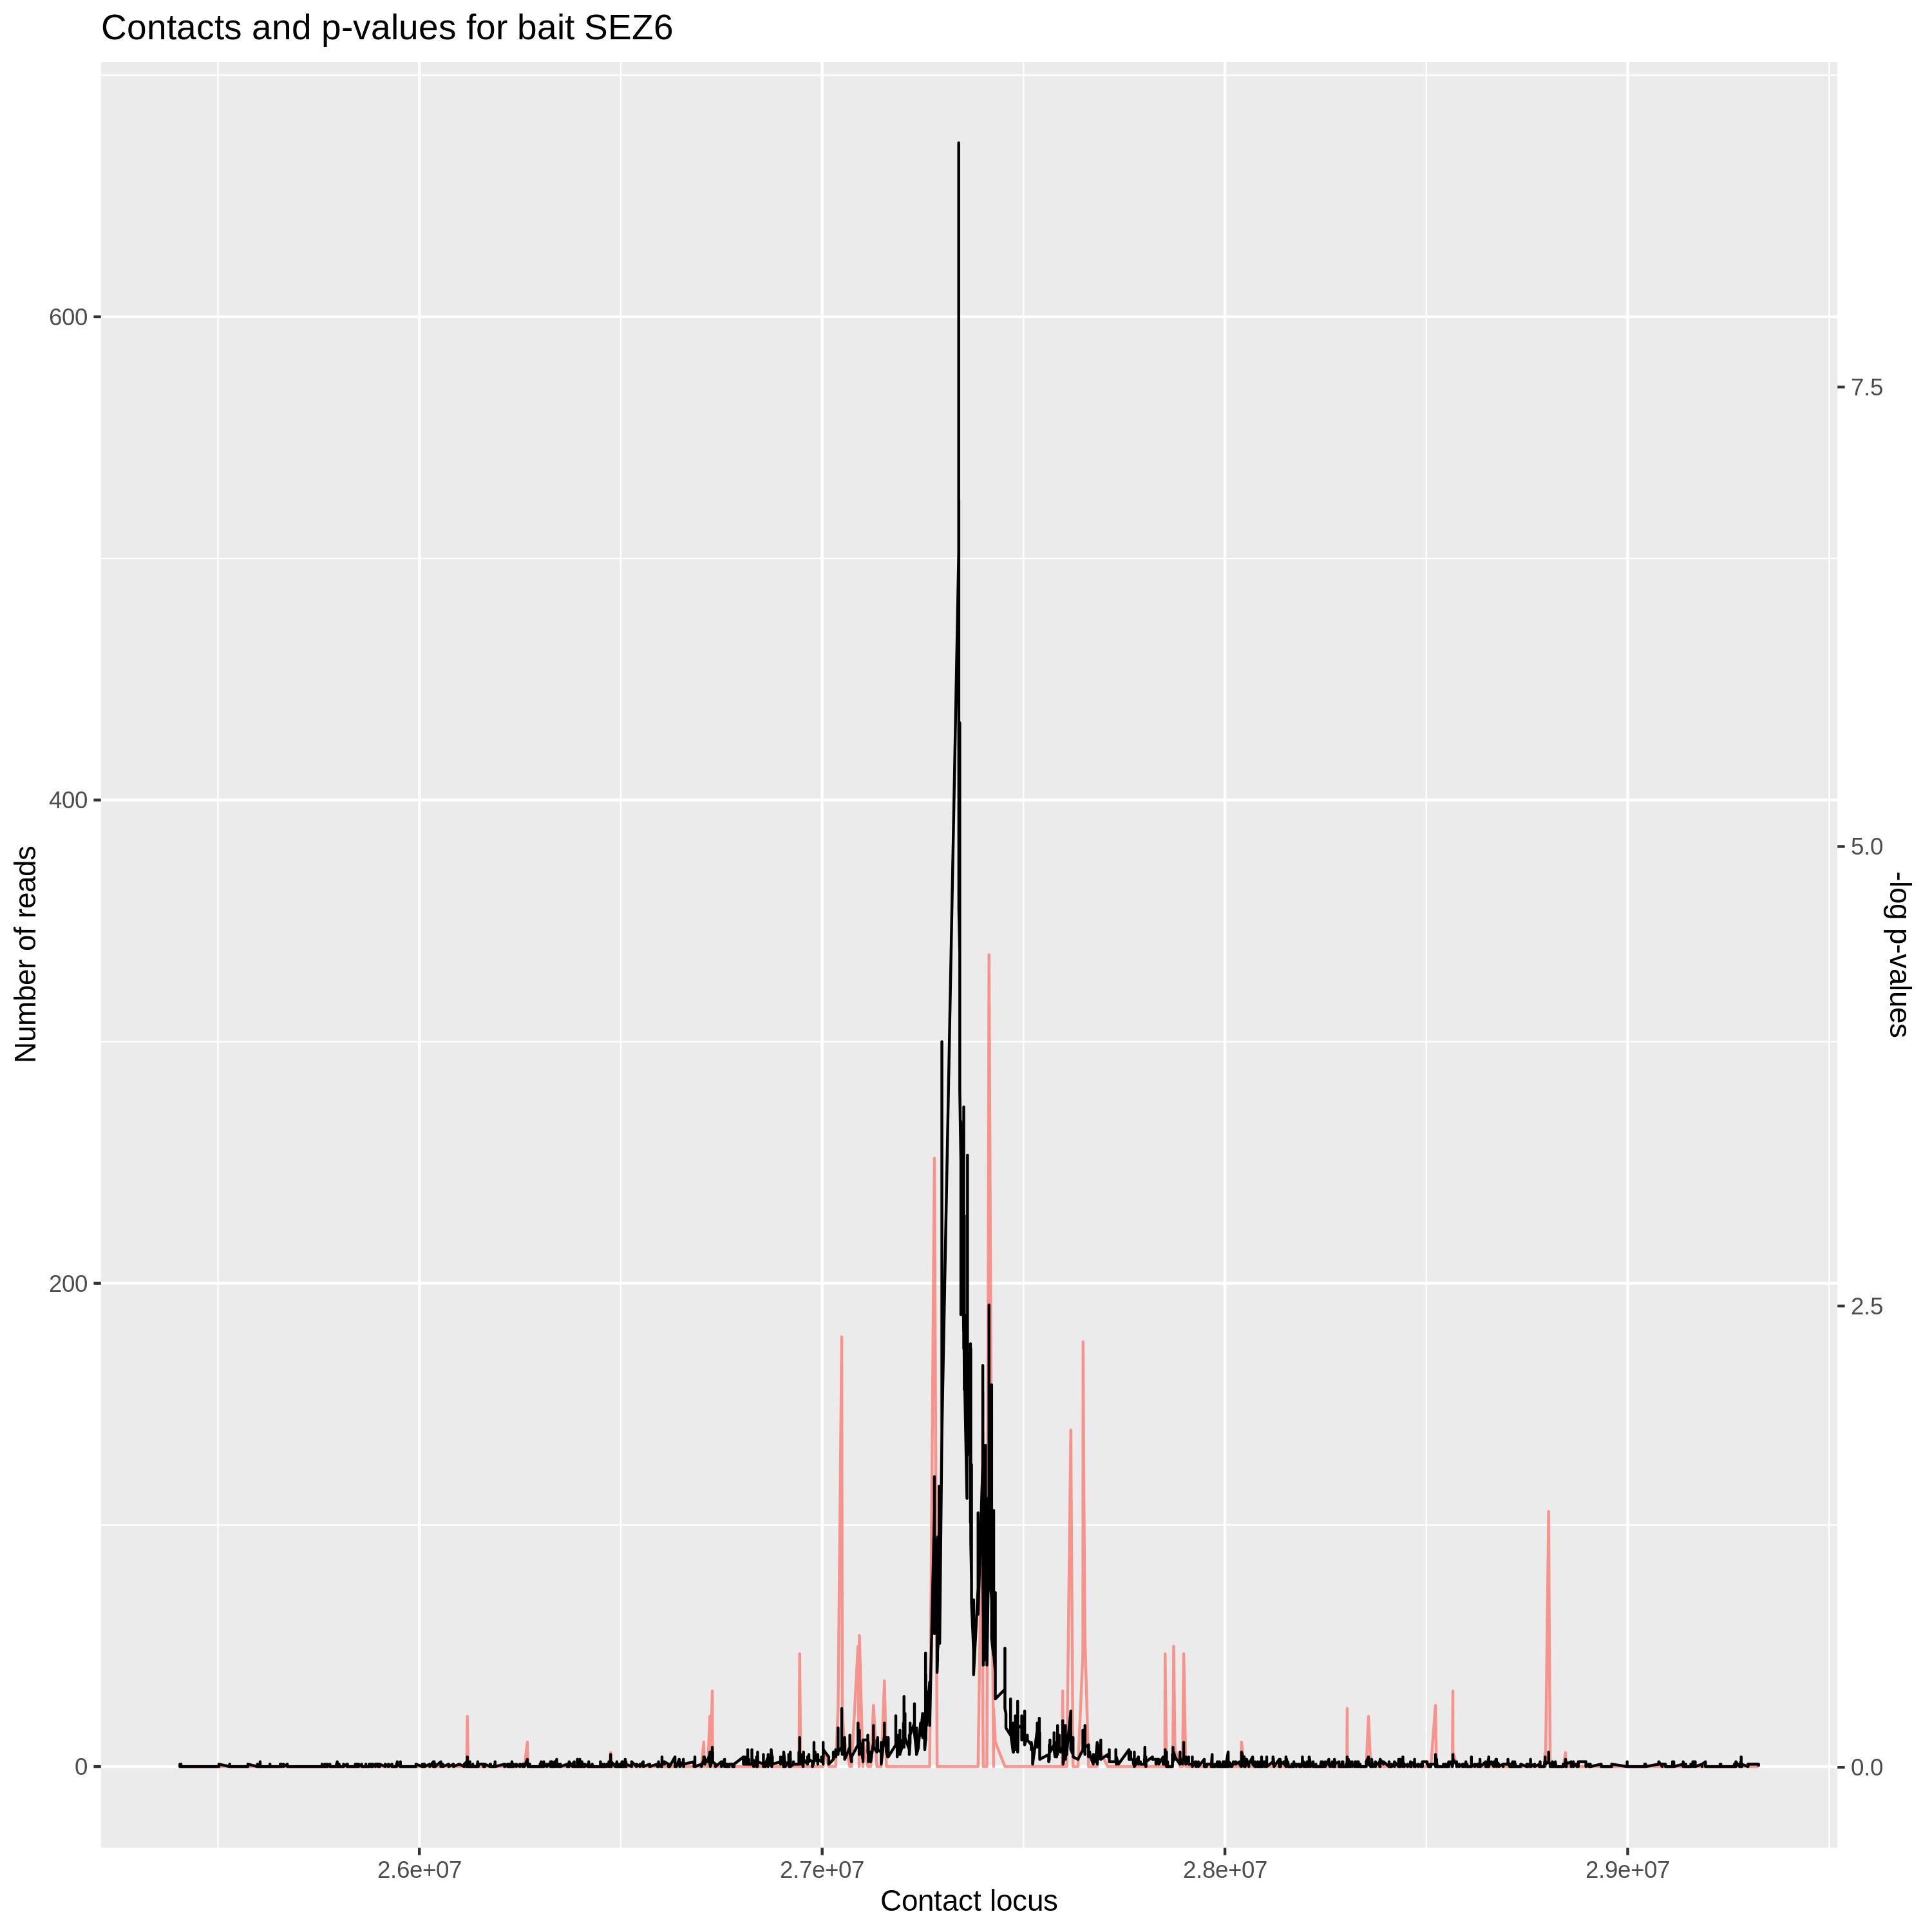 Contacts and p-values for bait SEZ6
600
400
200
0
Number of reads
7.5
5.0
2.5
0.0
-log p-values
2.6e+07
2.7e+07
2.8e+07
2.9e+07
Contact locus